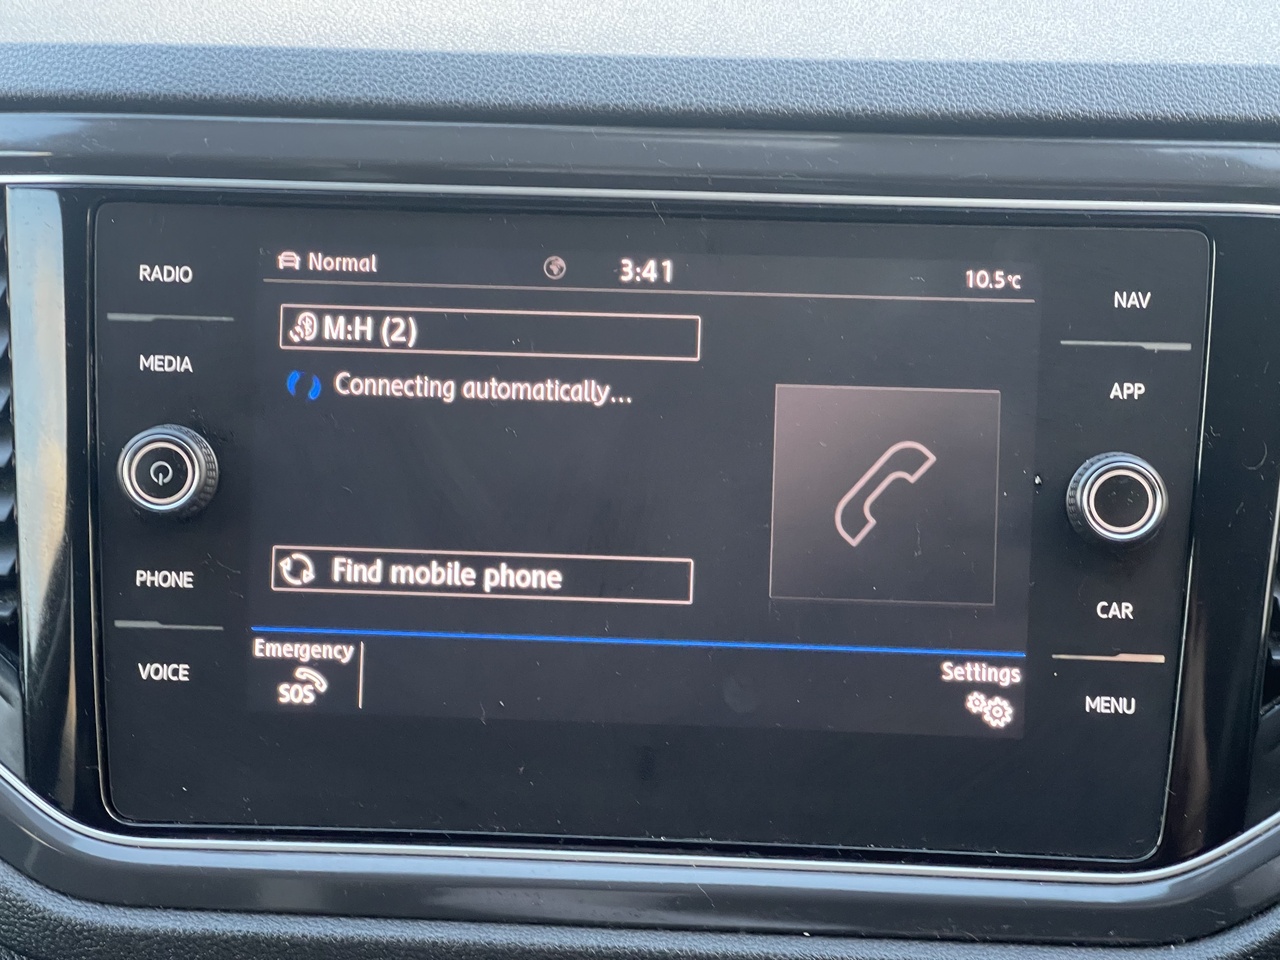 RADIO
MEDIA
PHONE
VOICE
Normal
3:41
10.5°C
M:H (2)
Connecting automatically...
Find mobile phone
Emergency
SOS
Settings
NAV
APP
CAR
MENU